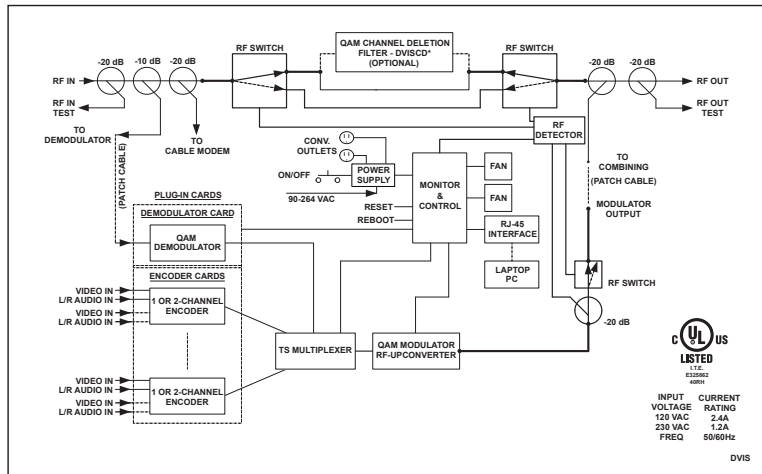 -20 dB
-10 dB
-20 dB
RF SWITCH
QAM CHANNEL DELETION
FILTER - DVISCD*
(OPTIONAL)
RF SWITCH
-20 dB
-20 dB
RF IN
RF OUT
RF IN
TEST
RF OUT
TEST
TO
DEMODULATOR
TO
CABLE MODEM
RF
DETECTOR
CONV.
OUTLETS
ON/OFF
POWER
SUPPLY
90-264 VAC
RESET
REBOOT
MONITOR
&
CONTROL
FAN
FAN
RJ-45
INTERFACE
LAPTOP
PC
TO
COMBINING
(PATCH CABLE)
MODULATOR
OUTPUT
RF SWITCH
-20 dB
(PATCH CABLE)
PLUG-IN CARDS
DEMODULATOR CARD
QAM
DEMODULATOR
ENCODER CARDS
VIDEO IN
L/R AUDIO IN
VIDEO IN
L/R AUDIO IN
1 OR 2-CHANNEL
ENCODER
VIDEO IN
L/R AUDIO IN
VIDEO IN
L/R AUDIO IN
1 OR 2-CHANNEL
ENCODER
TS MULTIPLEXER
QAM MODULATOR
RF-UPCONVERTER
C UL US
LISTED
I.T.E.
E325862
40RH
INPUT CURRENT
VOLTAGE RATING
120 VAC 2.4A
230 VAC 1.2A
FREQ 50/60Hz
DVIS